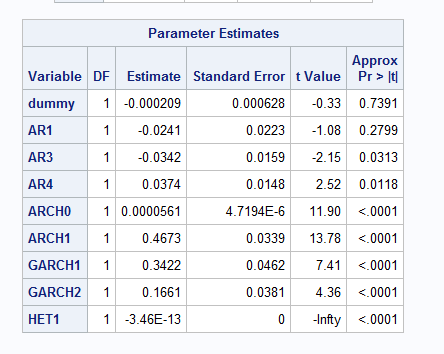 Parameter Estimates
Variable DF Estimate Standard Error t Value Approx Pr > |t|
dummy 1 -0.000209 0.000628 -0.33 0.7391
AR1 1 -0.0241 0.0223 -1.08 0.2799
AR3 1 -0.0342 0.0159 -2.15 0.0313
AR4 1 0.0374 0.0148 2.52 0.0118
ARCH0 1 0.0000561 4.7194E-6 11.90 <.0001
ARCH1 1 0.4673 0.0339 13.78 <.0001
GARCH1 1 0.3422 0.0462 7.41 <.0001
GARCH2 1 0.1661 0.0381 4.36 <.0001
HET1 1 -3.46E-13 0 -Infty <.0001